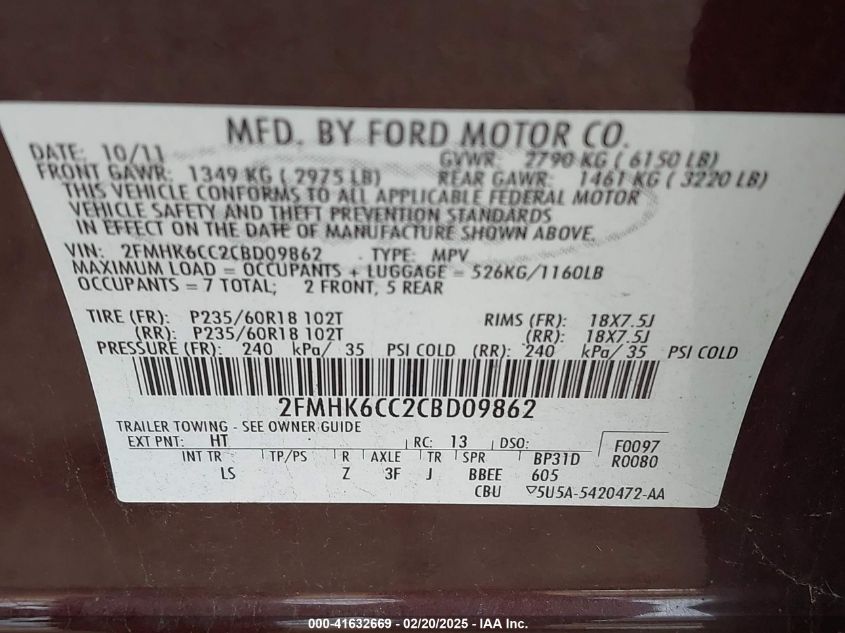 MFD. BY FORD MOTOR CO.
DATE: 10/11 GVWR: 2790 KG ( 6150 LB)
FRONT GAWR: 1349 KG ( 2975 LB) REAR GAWR: 1461 KG ( 3220 LB)
THIS VEHICLE CONFORMS TO ALL APPLICABLE FEDERAL MOTOR
VEHICLE SAFETY AND THEFT PREVENTION STANDARDS
IN EFFECT ON THE DATE OF MANUFACTURE SHOWN ABOVE.
VIN: 2FMHK6CC2CBD09862 TYPE: MPV
MAXIMUM LOAD = OCCUPANTS + LUGGAGE = 526KG/1160LB
OCCUPANTS = 7 TOTAL; 2 FRONT, 5 REAR
TIRE (FR): P235/60R18 102T RIMS (FR): 18X7.5J
(RR): P235/60R18 102T (RR): 18X7.5J
PRESSURE (FR): 240 kPa/ 35 PSI COLD (RR): 240 kPa/ 35 PSI COLD
2FMHK6CC2CBD09862
TRAILER TOWING - SEE OWNER GUIDE
EXT PNT: HT RC: 13 DSO: F0097
INT TR TP/PS R AXLE TR SPR BP31D R0080
LS Z 3F J BBEE 605
CBU ▽5U5A-5420472-AA
000-41632669 - 02/20/2025 - IAA Inc.